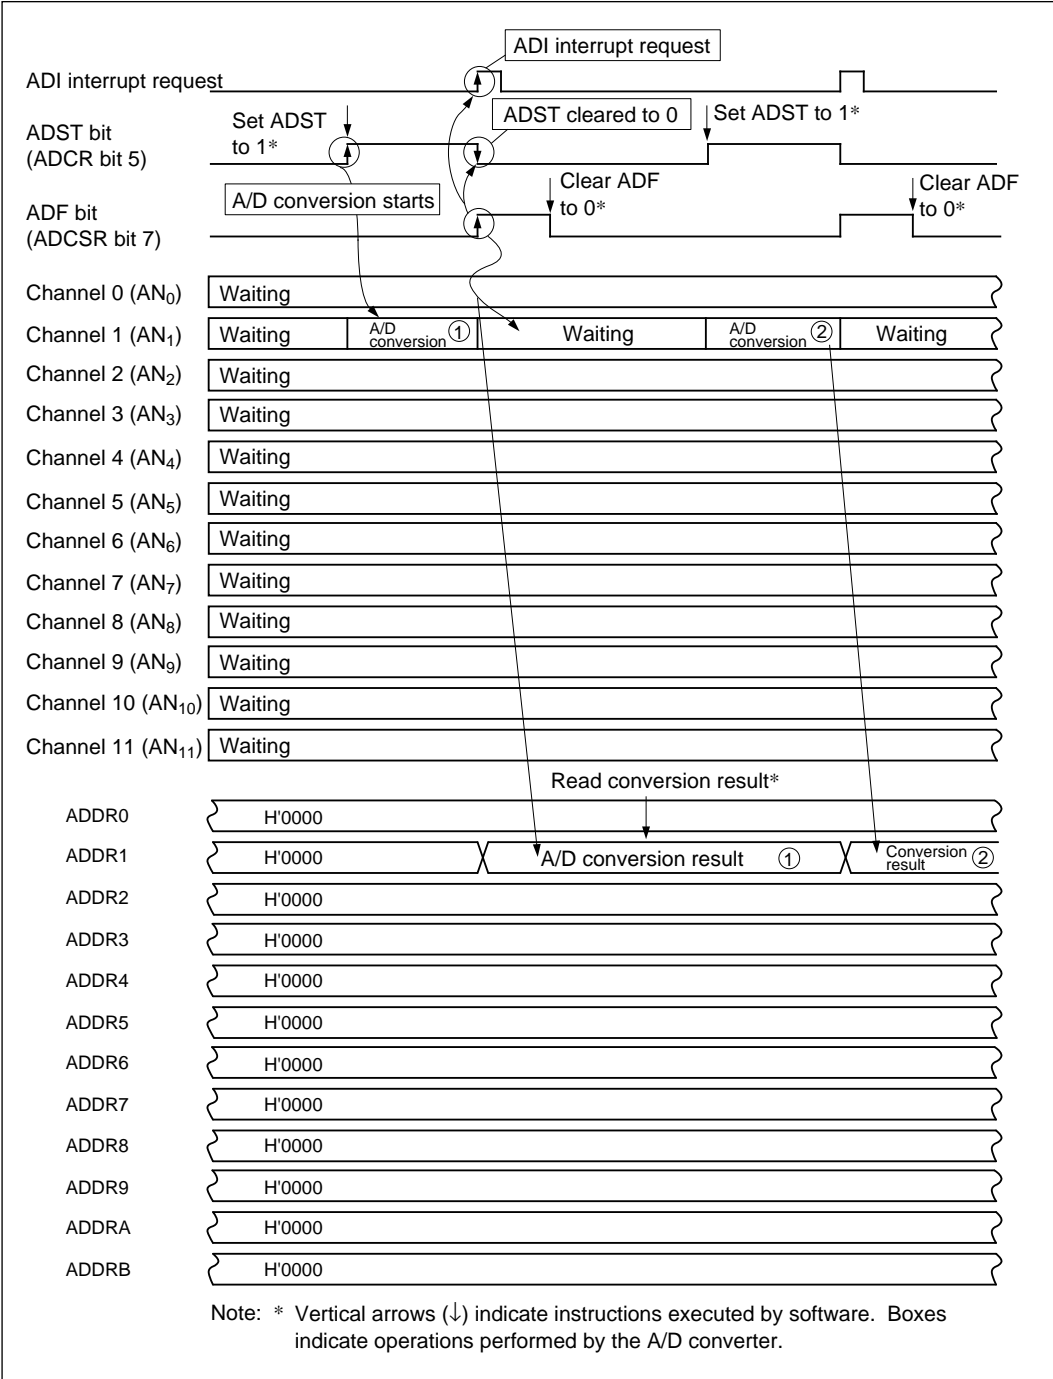 ADI interrupt request
ADI interrupt request
Set ADST
to 1*
ADST cleared to 0
Set ADST to 1*
ADST bit
(ADCR bit 5)
A/D conversion starts
Clear ADF
to 0*
Clear ADF
to 0*
ADF bit
(ADCSR bit 7)
Channel 0 (AN₀) Waiting
Channel 1 (AN₁) Waiting A/D conversion ① Waiting A/D conversion ② Waiting
Channel 2 (AN₂) Waiting
Channel 3 (AN₃) Waiting
Channel 4 (AN₄) Waiting
Channel 5 (AN₅) Waiting
Channel 6 (AN₆) Waiting
Channel 7 (AN₇) Waiting
Channel 8 (AN₈) Waiting
Channel 9 (AN₉) Waiting
Channel 10 (AN₁₀) Waiting
Channel 11 (AN₁₁) Waiting
Read conversion result*
ADDR0 H'0000
ADDR1 H'0000 A/D conversion result ① Conversion result ②
ADDR2 H'0000
ADDR3 H'0000
ADDR4 H'0000
ADDR5 H'0000
ADDR6 H'0000
ADDR7 H'0000
ADDR8 H'0000
ADDR9 H'0000
ADDRA H'0000
ADDRB H'0000
Note: * Vertical arrows (↓) indicate instructions executed by software. Boxes
indicate operations performed by the A/D converter.